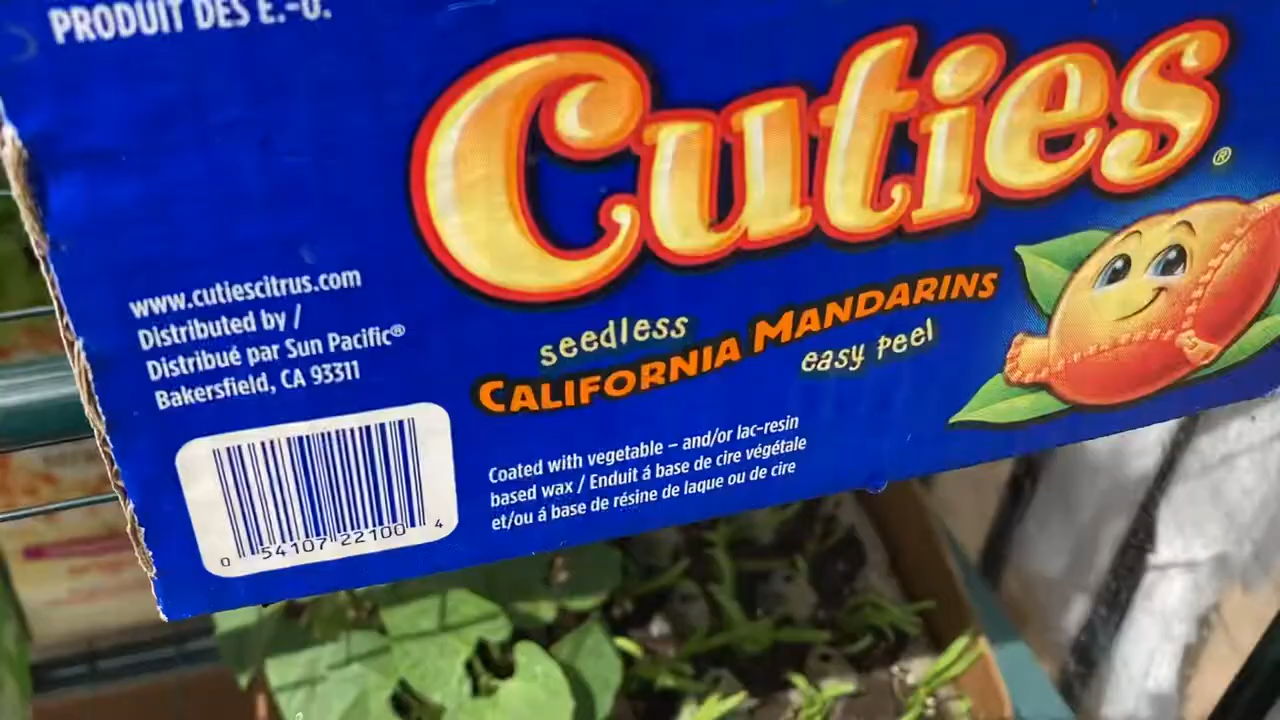 PRODUIT DES É.-U.
Cuties®
seedless
CALIFORNIA MANDARINS
easy peel
www.cutiescitrus.com
Distributed by /
Distribué par Sun Pacific®
Bakersfield, CA 93311
Coated with vegetable – and/or lac-resin
based wax / Enduit á base de cire végétale
et/ou á base de résine de laque ou de cire
0 54107 22100 4